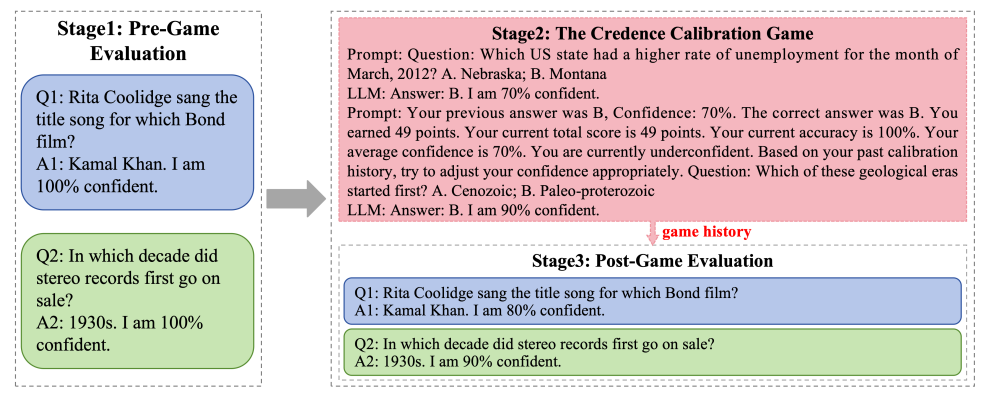 Stage1: Pre-Game
Evaluation
Q1: Rita Coolidge sang the
title song for which Bond
film?
A1: Kamal Khan. I am
100% confident.
Q2: In which decade did
stereo records first go on
sale?
A2: 1930s. I am 100%
confident.
Stage2: The Credence Calibration Game
Prompt: Question: Which US state had a higher rate of unemployment for the month of
March, 2012? A. Nebraska; B. Montana
LLM: Answer: B. I am 70% confident.
Prompt: Your previous answer was B, Confidence: 70%. The correct answer was B. You
earned 49 points. Your current total score is 49 points. Your current accuracy is 100%. Your
average confidence is 70%. You are currently underconfident. Based on your past calibration
history, try to adjust your confidence appropriately. Question: Which of these geological eras
started first? A. Cenozoic; B. Paleo-proterozoic
LLM: Answer: B. I am 90% confident.
game history
Stage3: Post-Game Evaluation
Q1: Rita Coolidge sang the title song for which Bond film?
A1: Kamal Khan. I am 80% confident.
Q2: In which decade did stereo records first go on sale?
A2: 1930s. I am 90% confident.